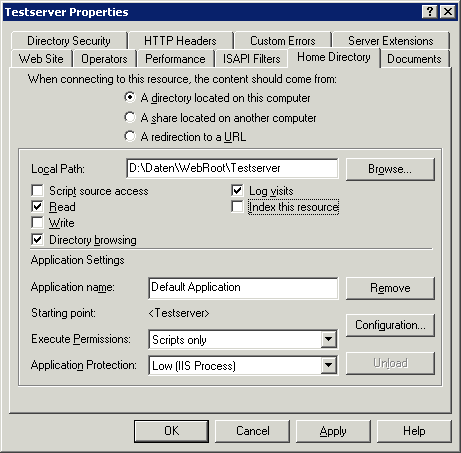 Testserver Properties
Directory Security HTTP Headers Custom Errors Server Extensions
Web Site Operators Performance ISAPI Filters Home Directory Documents
When connecting to this resource, the content should come from:
A directory located on this computer
A share located on another computer
A redirection to a URL
Local Path: D:\Daten\WebRoot\Testserver Browse...
Script source access Log visits
Read Index this resource
Write
Directory browsing
Application Settings
Application name: Default Application Remove
Starting point: <Testserver>
Configuration...
Execute Permissions: Scripts only
Application Protection: Low (IIS Process) Unload
OK Cancel Apply Help